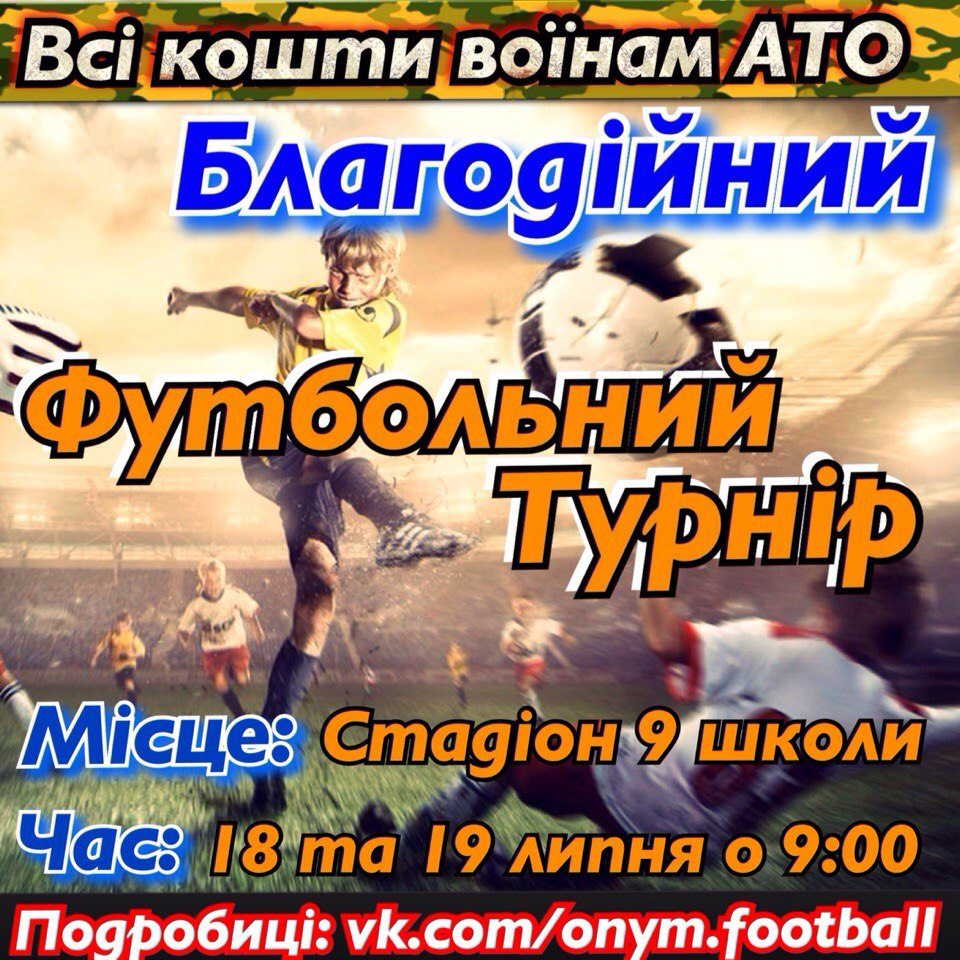 Всі кошти воїнам АТО
Благодійний
Футбольний
Турнір
Місце: Стадіон 9 школи
Час: 18 та 19 липня о 9:00
Подробиці: vk.com/onym.football